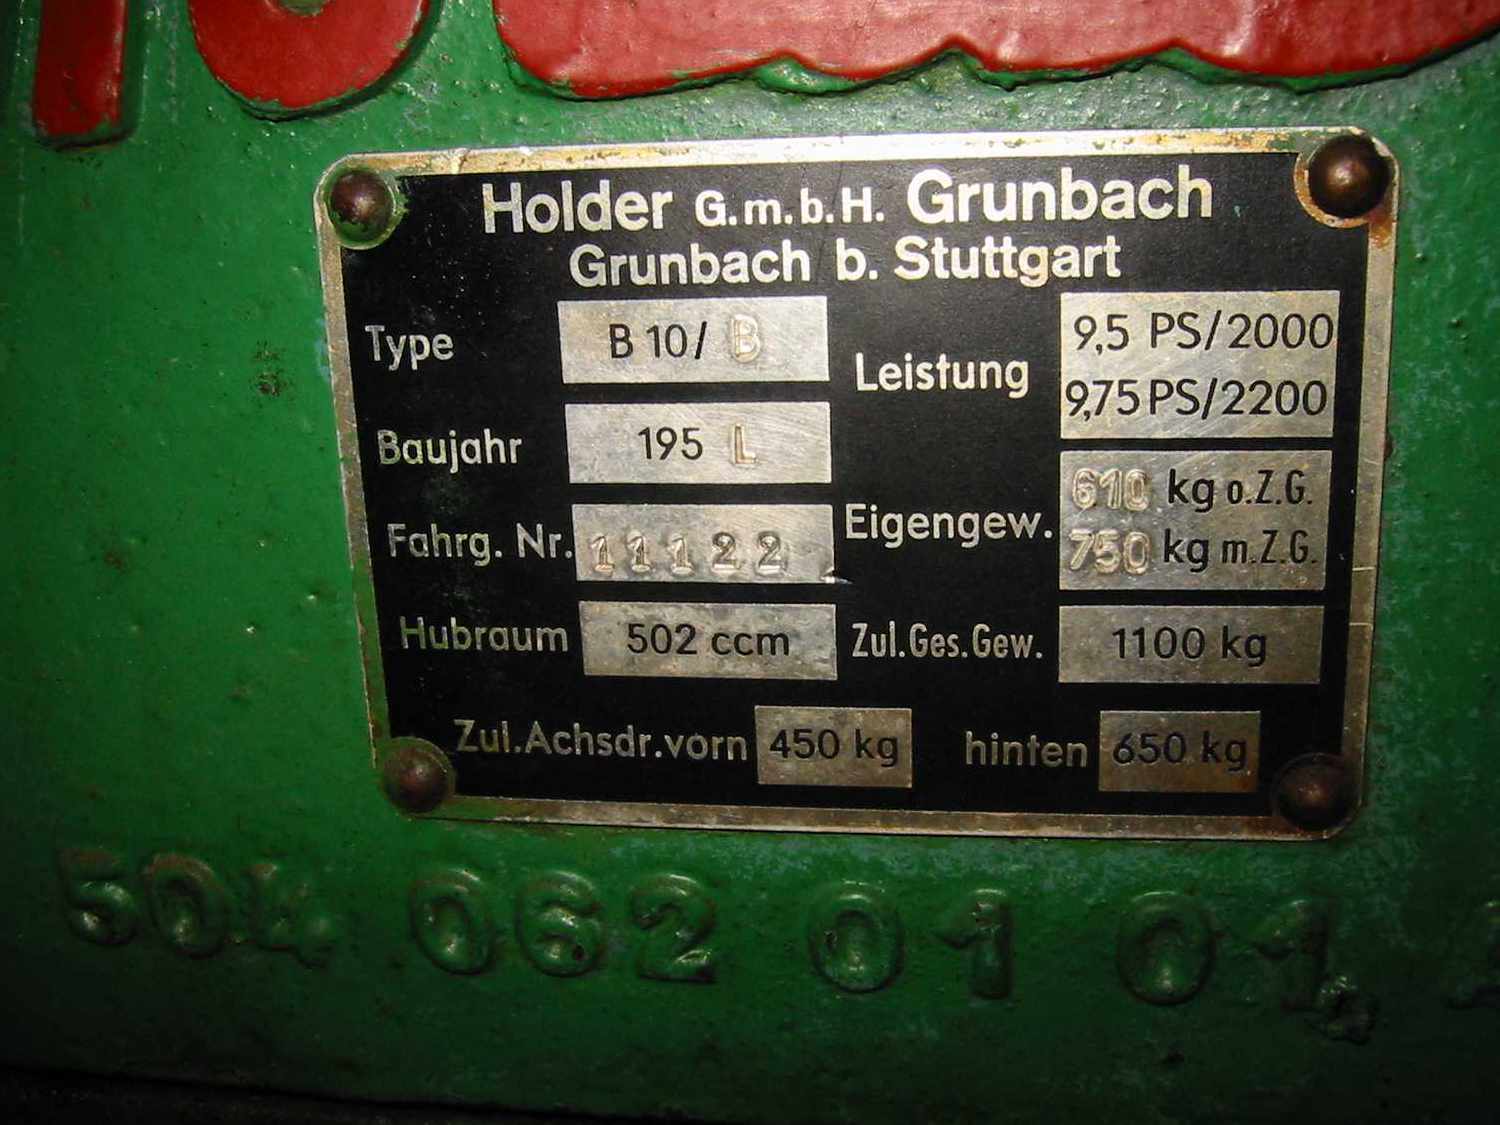 Holder G.m.b.H. Grunbach
Grunbach b. Stuttgart
Type B 10/ B
Leistung 9,5 PS/2000
9,75 PS/2200
Baujahr 195 L
Fahrg. Nr. 11122
Eigengew. 610 kg o.Z.G.
750 kg m.Z.G.
Hubraum 502 ccm
Zul.Ges.Gew. 1100 kg
Zul.Achsdr.vorn 450 kg hinten 650 kg
504 062 01 01